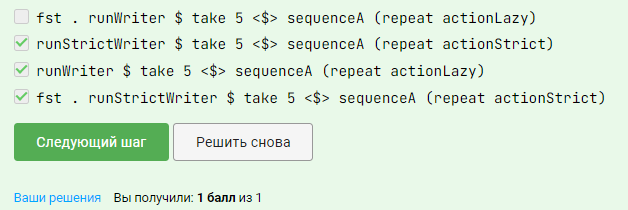 fst . runWriter $ take 5 <$> sequenceA (repeat actionLazy)
runStrictWriter $ take 5 <$> sequenceA (repeat actionStrict)
runWriter $ take 5 <$> sequenceA (repeat actionLazy)
fst . runStrictWriter $ take 5 <$> sequenceA (repeat actionStrict)
Следующий шаг Решить снова
Ваши решения Вы получили: 1 балл из 1